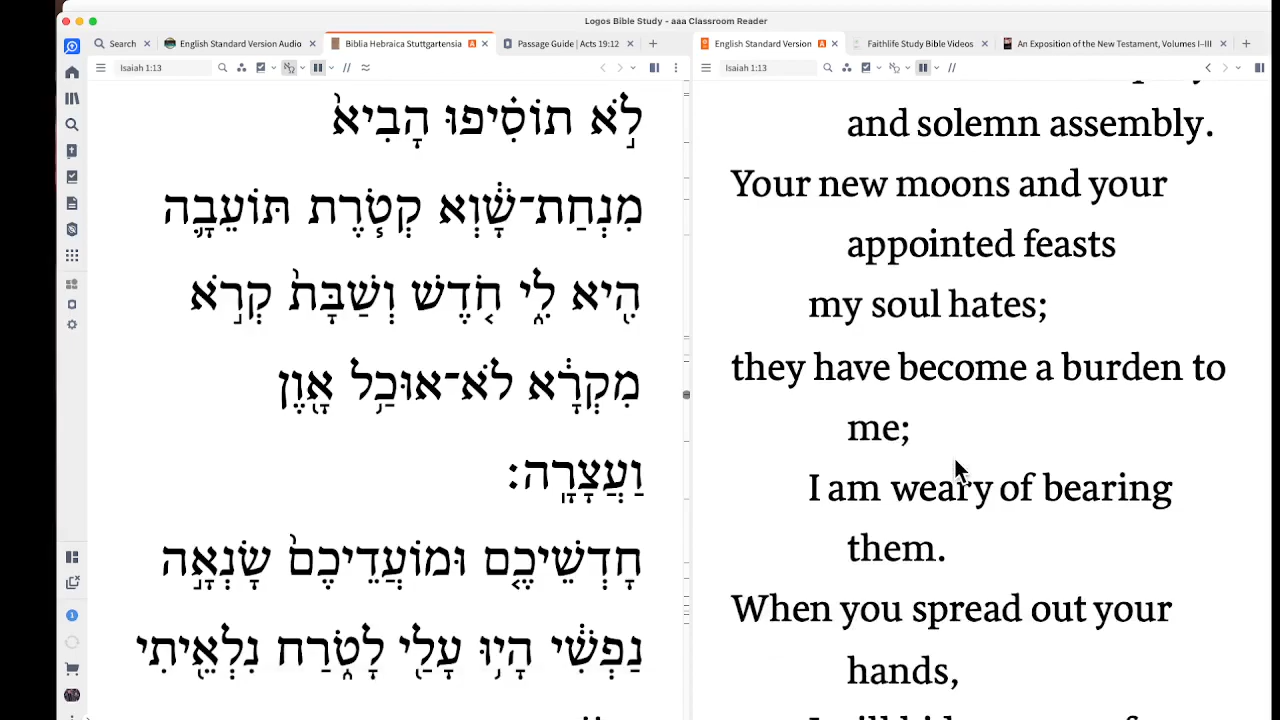 Logos Bible Study - aaa Classroom Reader
Search
English Standard Version Audio
Biblia Hebraica Stuttgartensia
Passage Guide | Acts 19:12
English Standard Version
Faithlife Study Bible Videos
An Exposition of the New Testament, Volumes I–III
Isaiah 1:13
Isaiah 1:13
לֹ֣א תוֹסִ֗יפוּ הָבִיא֙
מִנְחַת־שָׁ֔וְא קְטֹ֧רֶת תּוֹעֵבָ֛ה
הִ֖יא לִ֑י חֹ֤דֶשׁ וְשַׁבָּת֙ קְרֹ֣א
מִקְרָ֔א לֹא־אוּכַ֥ל אָ֖וֶן
וַעֲצָרָֽה׃
חָדְשֵׁיכֶ֤ם וּמוֹעֲדֵיכֶם֙ שָׂנְאָ֣ה
נַפְשִׁ֔י הָי֥וּ עָלַ֖י לָטֹ֑רַח נִלְאֵ֖יתִי
and solemn assembly.
Your new moons and your
appointed feasts
my soul hates;
they have become a burden to
me;
I am weary of bearing
them.
When you spread out your
hands,